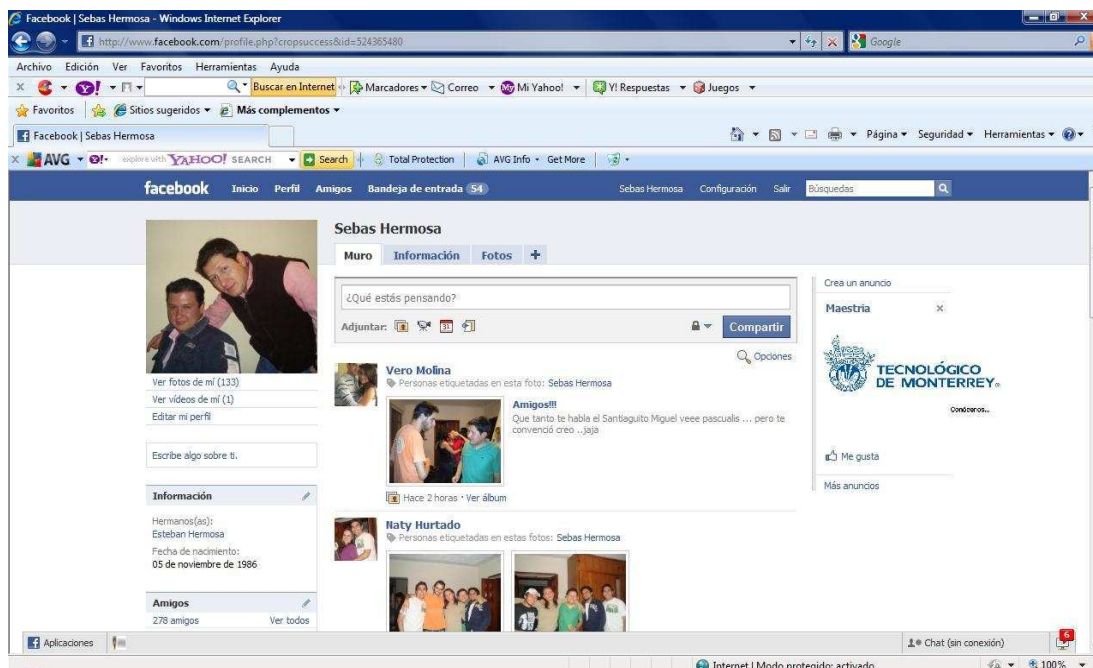 Facebook | Sebas Hermosa - Windows Internet Explorer
http://www.facebook.com/profile.php?cropsuccess&id=524365480
Google
Archivo Edición Ver Favoritos Herramientas Ayuda
Buscar en Internet Marcadores Correo Mi Yahoo! Y! Respuestas Juegos
Favoritos Sitios sugeridos Más complementos
Facebook | Sebas Hermosa
Página Seguridad Herramientas
AVG explore with YAHOO! SEARCH Search Total Protection AVG Info Get More
facebook Inicio Perfil Amigos Bandeja de entrada 54 Sebas Hermosa Configuración Salir Búsquedas
Sebas Hermosa
Muro Información Fotos +
¿Qué estás pensando?
Adjuntar: 31 Compartir
Opciones
Vero Molina
Personas etiquetadas en esta foto: Sebas Hermosa
Amigos!!!
Que tanto te habla el Santiaguito Miguel veee pascualis ... pero te
convenció creo ..jaja
Hace 2 horas · Ver álbum
Naty Hurtado
Personas etiquetadas en estas fotos: Sebas Hermosa
Ver fotos de mí (133)
Ver vídeos de mí (1)
Editar mi perfil
Escribe algo sobre ti.
Información
Hermanos(as):
Esteban Hermosa
Fecha de nacimiento:
05 de noviembre de 1986
Amigos
278 amigos Ver todos
Crea un anuncio
Maestria
TECNOLÓGICO
DE MONTERREY®
Conócenos...
Me gusta
Más anuncios
Aplicaciones
Chat (sin conexión) 6
Internet | Modo protegido: activado 100%